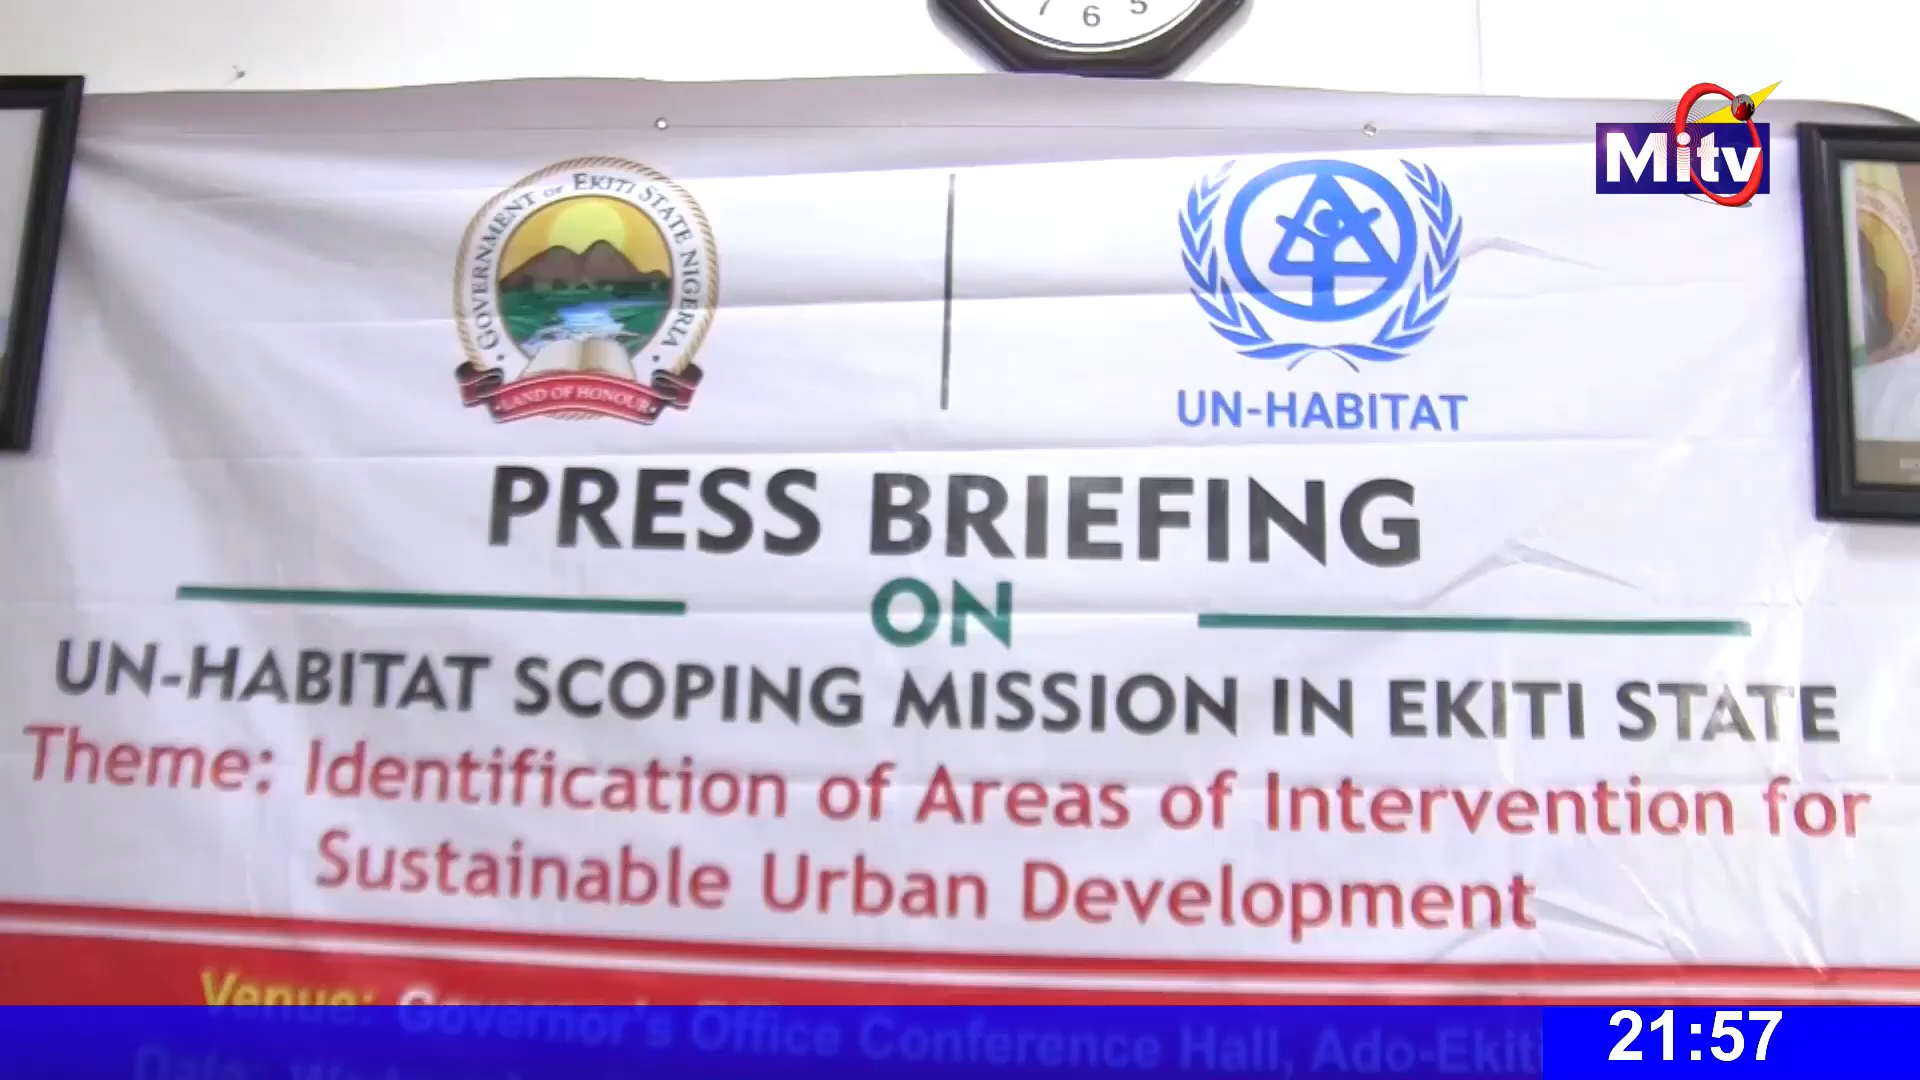 7 6 5
Mitv
GOVERNMENT OF EKITI STATE NIGERIA
LAND OF HONOUR
UN-HABITAT
PRESS BRIEFING
ON
UN-HABITAT SCOPING MISSION IN EKITI STATE
Theme: Identification of Areas of Intervention for
Sustainable Urban Development
Venue: Governor's Office Conference Hall, Ado-Ekiti
Date:
21:57